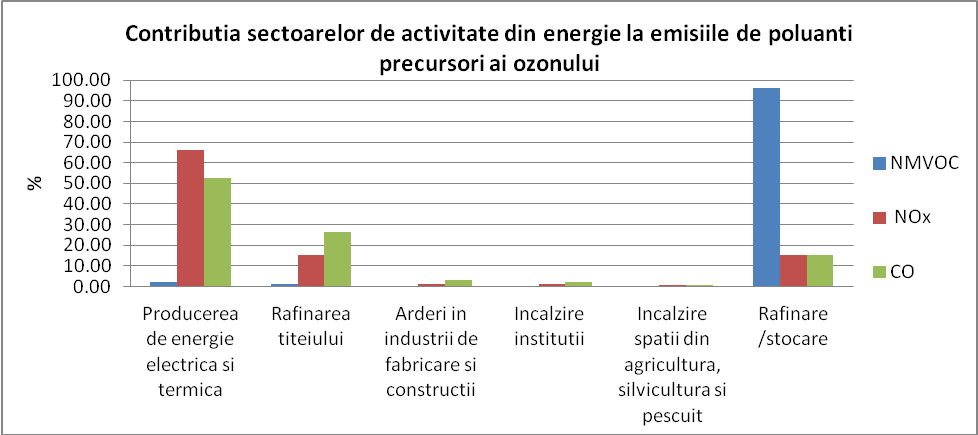 Contributia sectoarelor de activitate din energie la emisiile de poluanti
precursori ai ozonului
100.00
90.00
80.00
70.00
60.00
50.00
40.00
30.00
20.00
10.00
0.00
%
Producerea
de energie
electrica si
termica
Rafinarea
titeiului
Arderi in
industrii de
fabricare si
constructii
Incalzire
institutii
Incalzire
spatii din
agricultura,
silvicultura si
pescuit
Rafinare
/stocare
NMVOC
NOx
CO